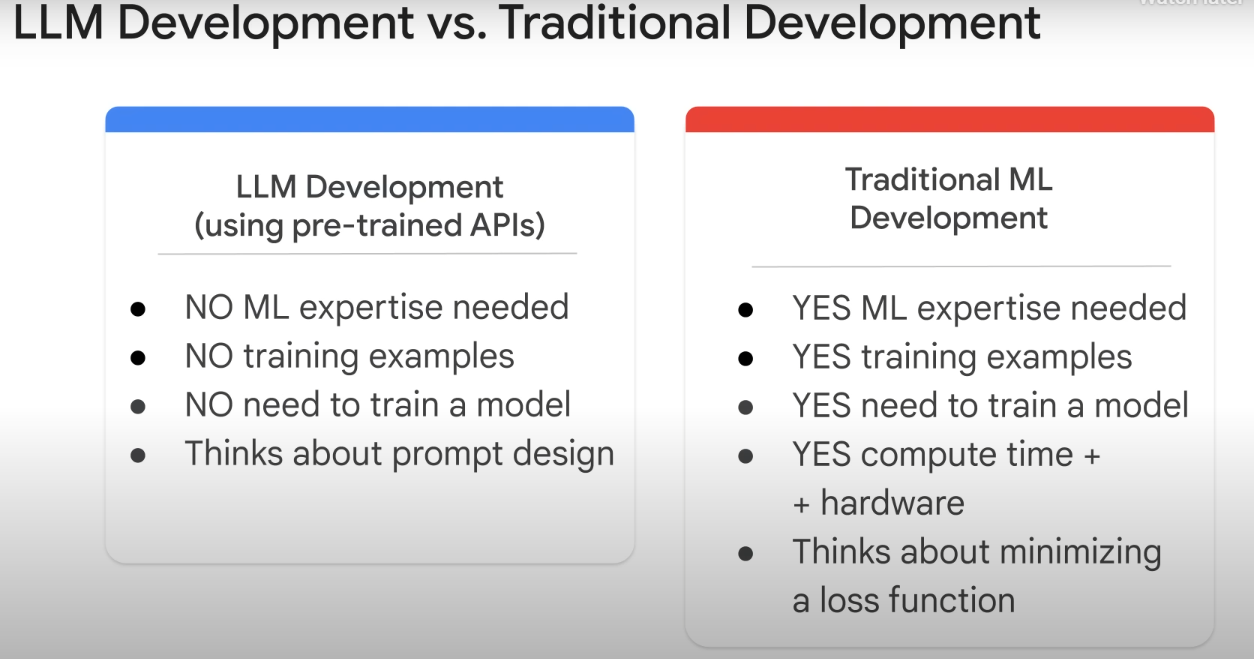 Watch later
LLM Development vs. Traditional Development
LLM Development
(using pre-trained APIs)
● NO ML expertise needed
● NO training examples
● NO need to train a model
● Thinks about prompt design
Traditional ML
Development
● YES ML expertise needed
● YES training examples
● YES need to train a model
● YES compute time +
+ hardware
● Thinks about minimizing
a loss function